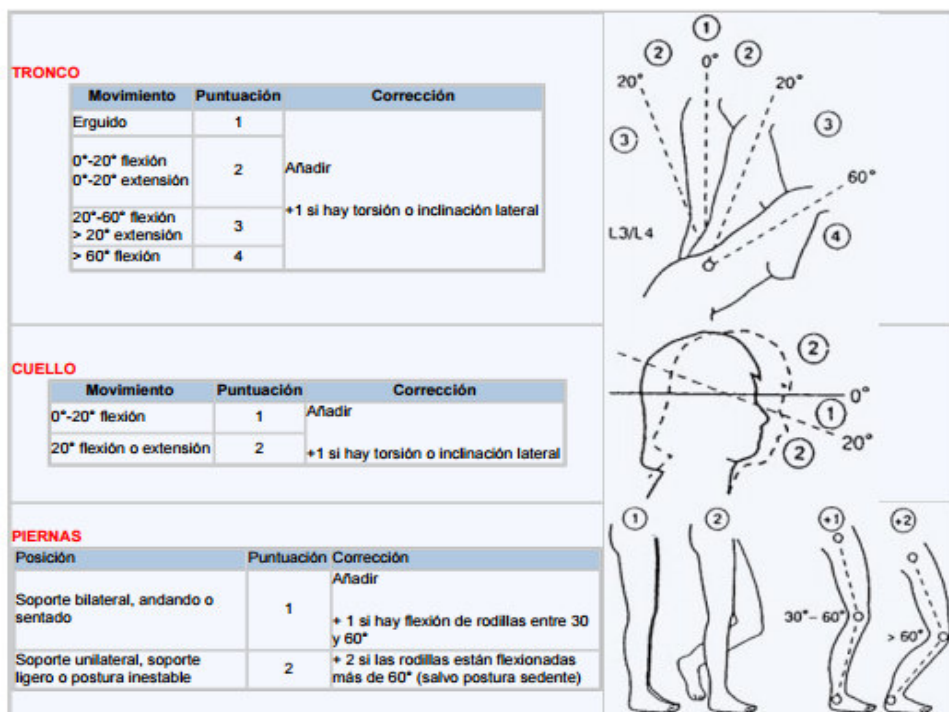 TRONCO
Movimiento Puntuación Corrección
Erguido 1
0°-20° flexión
0°-20° extensión
2
Añadir
+1 si hay torsión o inclinación lateral
20°-60° flexión
> 20° extensión
3
> 60° flexión 4
1
2 0° 2
20° 20°
3 3
60°
L3/L4
4
CUELLO
Movimiento Puntuación Corrección
0°-20° flexión 1 Añadir
20° flexión o extensión 2 +1 si hay torsión o inclinación lateral
2
0°
1
20°
2
PIERNAS
Posición Puntuación Corrección
Soporte bilateral, andando o
sentado
1
Añadir
+ 1 si hay flexión de rodillas entre 30
y 60°
Soporte unilateral, soporte
ligero o postura inestable
2
+ 2 si las rodillas están flexionadas
más de 60° (salvo postura sedente)
1 2 +1 +2
30°- 60°
> 60°